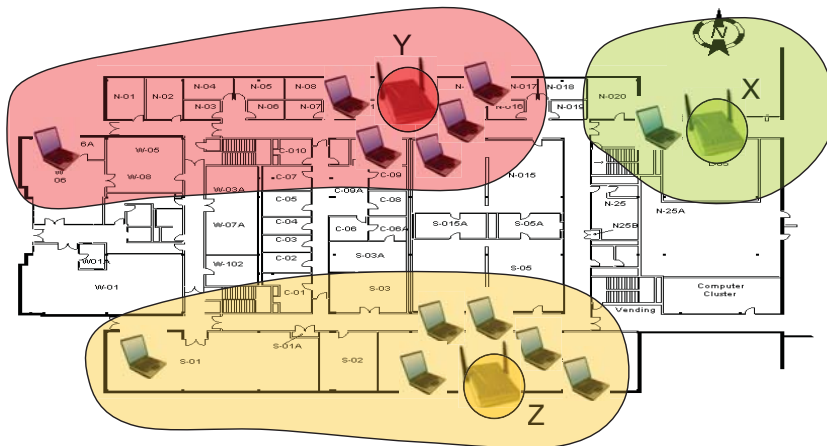 Y
N
X
N-01
N-02
N-04
N-05
N-08
N-03
N-06
N-07
N-017
N-018
N-016
N-019
N-020
6A
W-05
C-010
W-08
C-07
C-09
W-03A
C-09A
N-015
C-05
C-08
W-07A
C-04
C-06
C-06A
S-015A
S-05A
N-25
N-25A
N25B
C-03
W01A
W-102
C-02
S-03A
S-05
W-01
C-01
S-03
Computer
Cluster
Vending
S-01
S-01A
S-02
Z